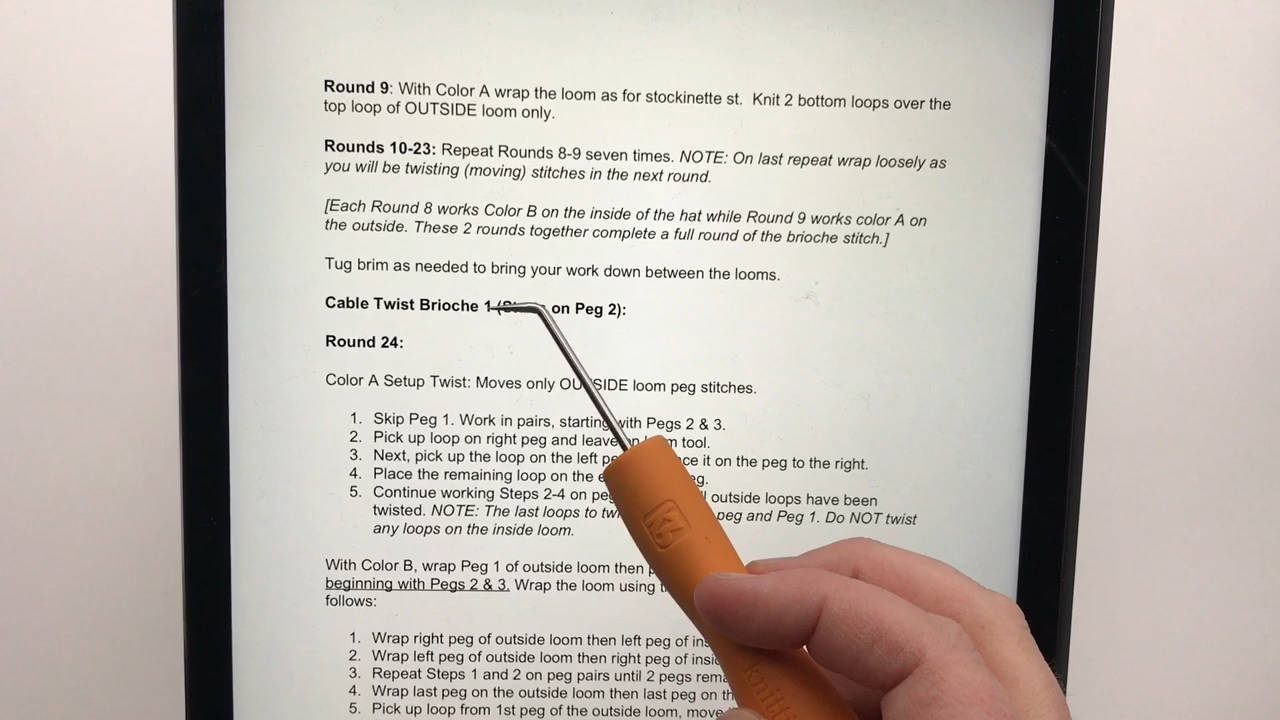 Round 9: With Color A wrap the loom as for stockinette st. Knit 2 bottom loops over the
top loop of OUTSIDE loom only.
Rounds 10-23: Repeat Rounds 8-9 seven times. NOTE: On last repeat wrap loosely as
you will be twisting (moving) stitches in the next round.
[Each Round 8 works Color B on the inside of the hat while Round 9 works color A on
the outside. These 2 rounds together complete a full round of the brioche stitch.]
Tug brim as needed to bring your work down between the looms.
Cable Twist Brioche 1 on Peg 2):
Round 24:
Color A Setup Twist: Moves only OUTSIDE loom peg stitches.
1. Skip Peg 1. Work in pairs, starting with Pegs 2 & 3.
2. Pick up loop on right peg and leave tool.
3. Next, pick up the loop on the left it on the peg to the right.
4. Place the remaining loop on the
5. Continue working Steps 2-4 on outside loops have been
twisted. NOTE: The last loops to peg and Peg 1. Do NOT twist
any loops on the inside loom.
With Color B, wrap Peg 1 of outside loom then
beginning with Pegs 2 & 3. Wrap the loom using
follows:
1. Wrap right peg of outside loom then left peg of
2. Wrap left peg of outside loom then right peg of
3. Repeat Steps 1 and 2 on peg pairs until 2 pegs
4. Wrap last peg on the outside loom then last peg on
5. Pick up loop from 1st peg of the outside loom, move